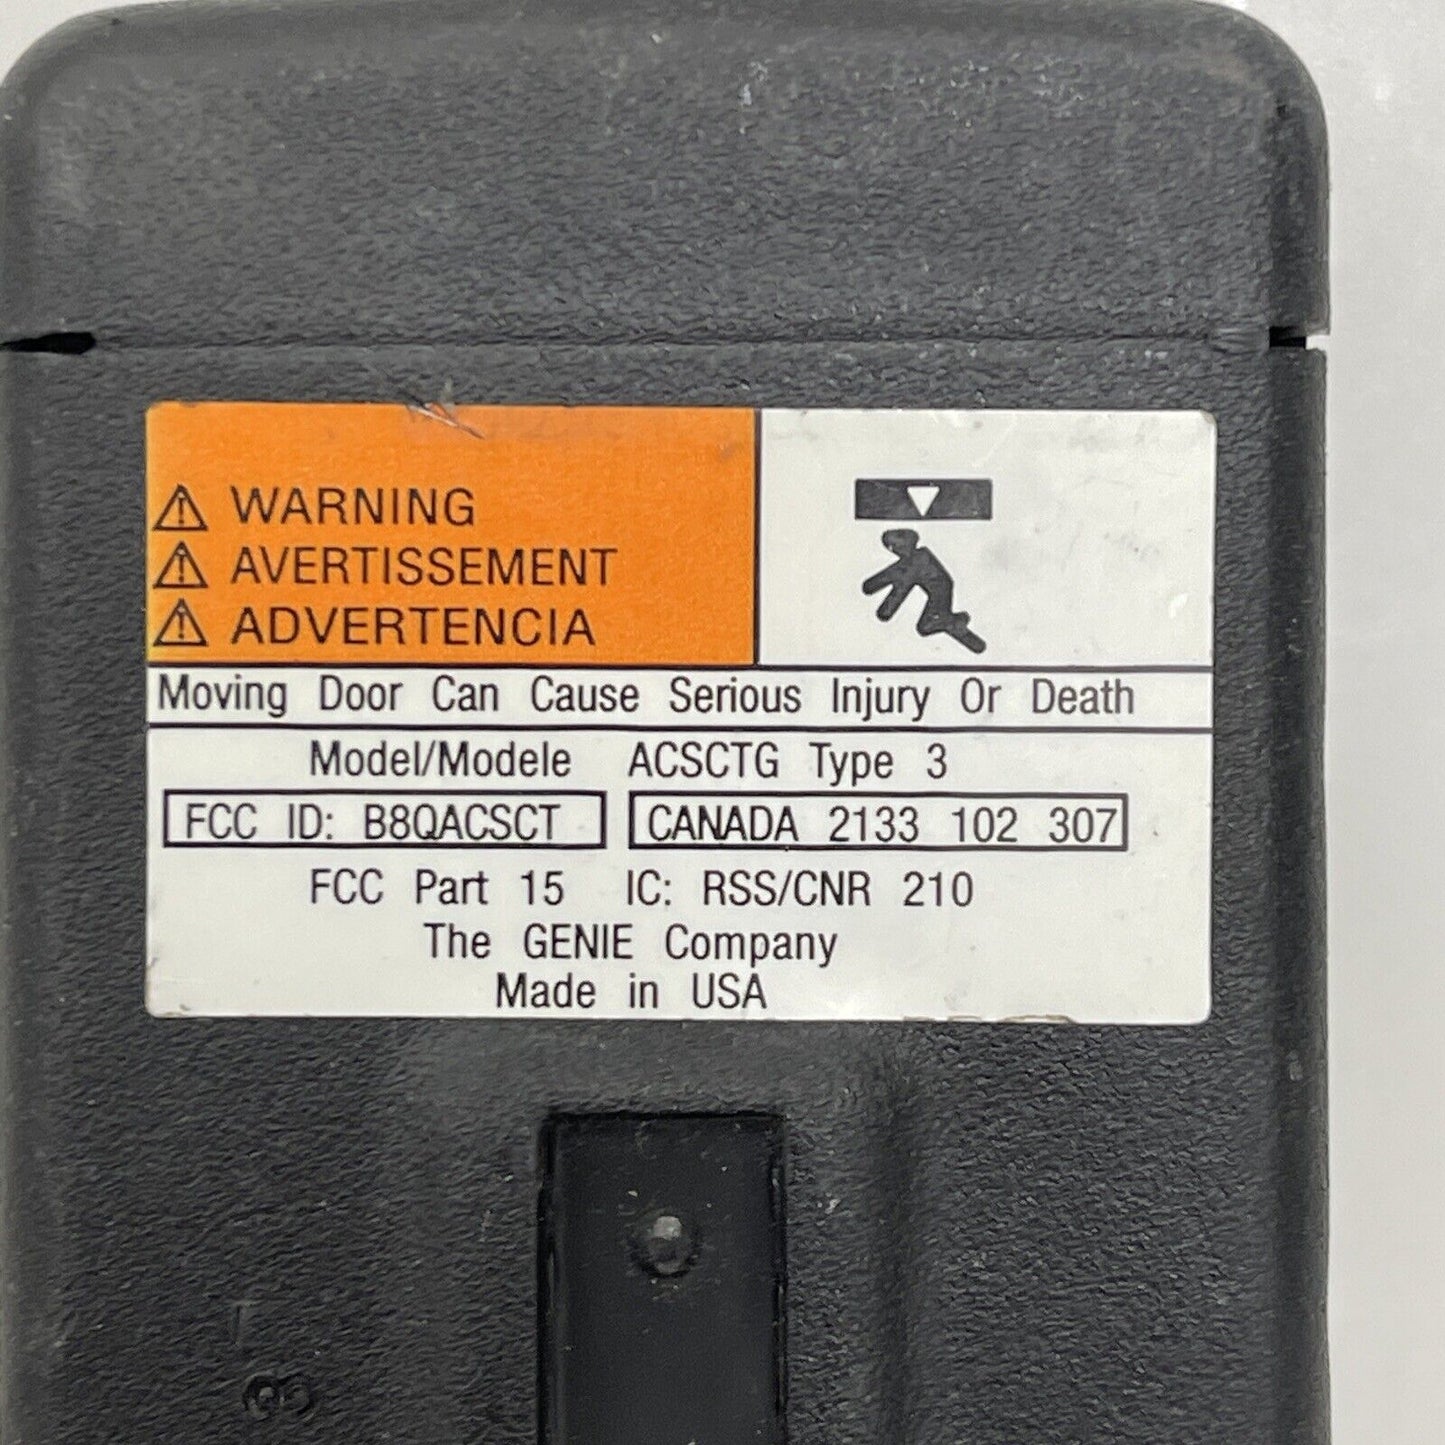 WARNING
AVERTISSEMENT
ADVERTENCIA
Moving Door Can Cause Serious Injury Or Death
Model/Modele ACSCTG Type 3
FCC ID: B8QACSCT CANADA 2133 102 307
FCC Part 15 IC: RSS/CNR 210
The GENIE Company
Made in USA